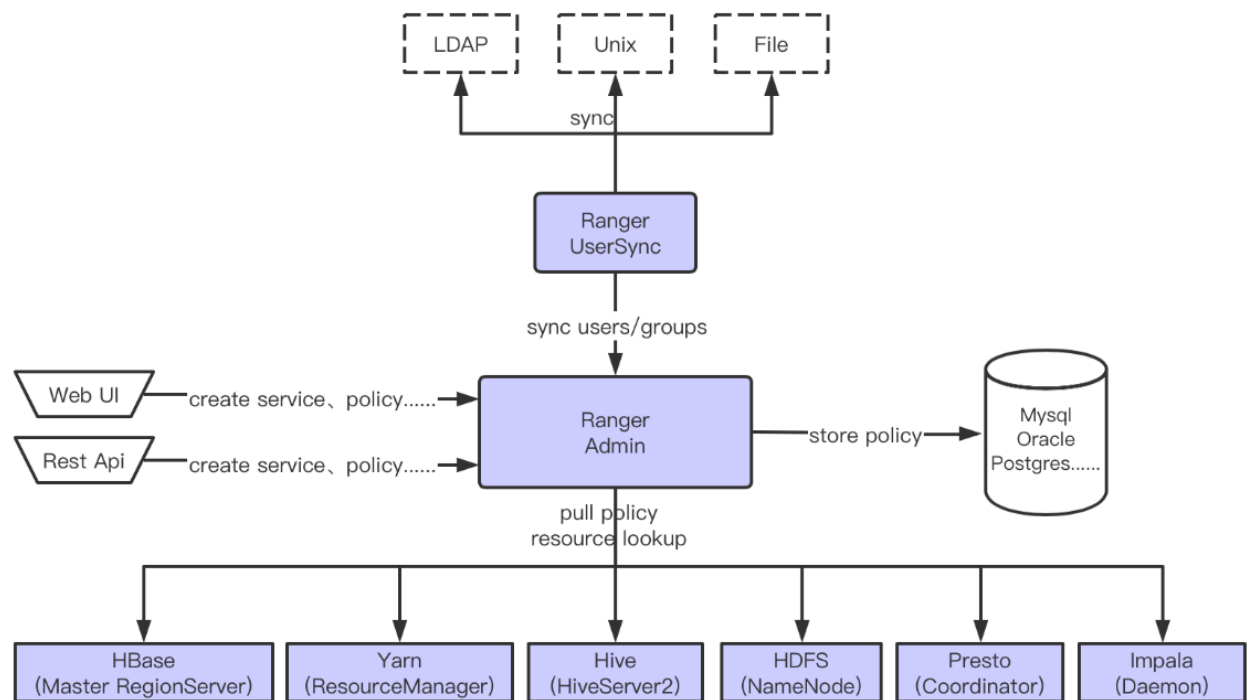 LDAP
Unix
File
sync
Ranger
UserSync
sync users/groups
Web UI
create service、policy......
Rest Api
create service、policy......
Ranger
Admin
store policy
Mysql
Oracle
Postgres......
pull policy
resource lookup
HBase
(Master RegionServer)
Yarn
(ResourceManager)
Hive
(HiveServer2)
HDFS
(NameNode)
Presto
(Coordinator)
Impala
(Daemon)